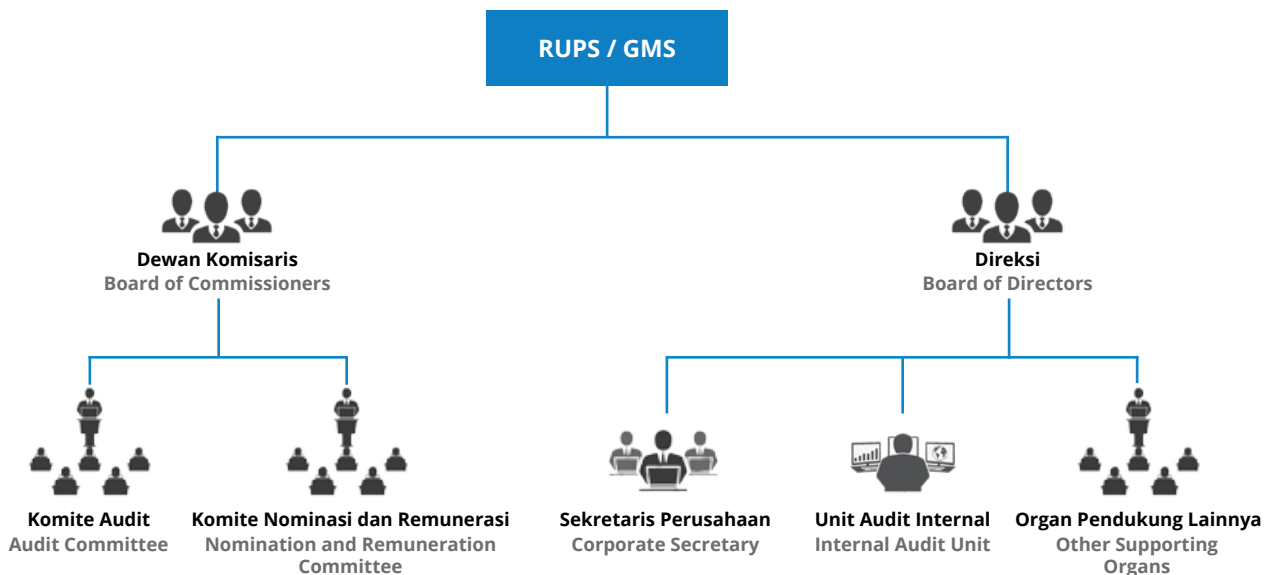 RUPS / GMS
Dewan Komisaris
Board of Commissioners
Direksi
Board of Directors
Komite Audit
Audit Committee
Komite Nominasi dan Remunerasi
Nomination and Remuneration
Committee
Sekretaris Perusahaan
Corporate Secretary
Unit Audit Internal
Internal Audit Unit
Organ Pendukung Lainnya
Other Supporting
Organs